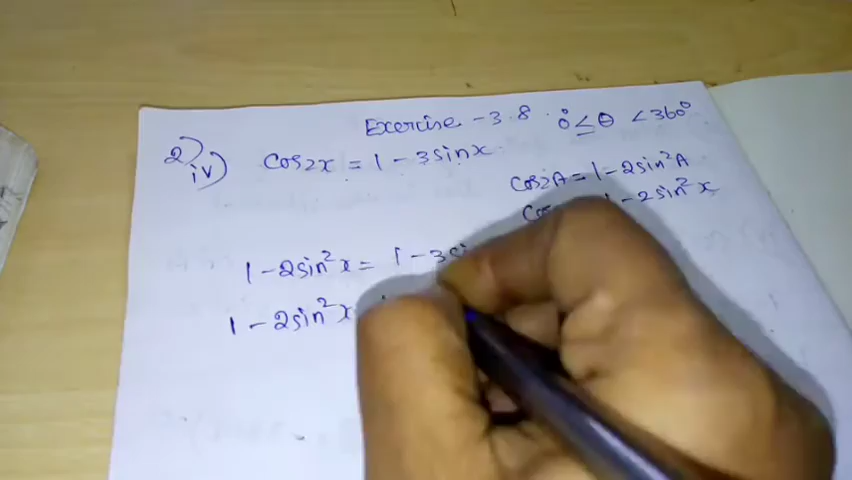 Exercise - 3.8 0° ≤ θ < 360°
2) iv) cos2x = 1 - 3sinx
cos2A = 1 - 2sin²A
1 - 2sin²x
1 - 2sin²x = 1 - 3
1 - 2sin²x